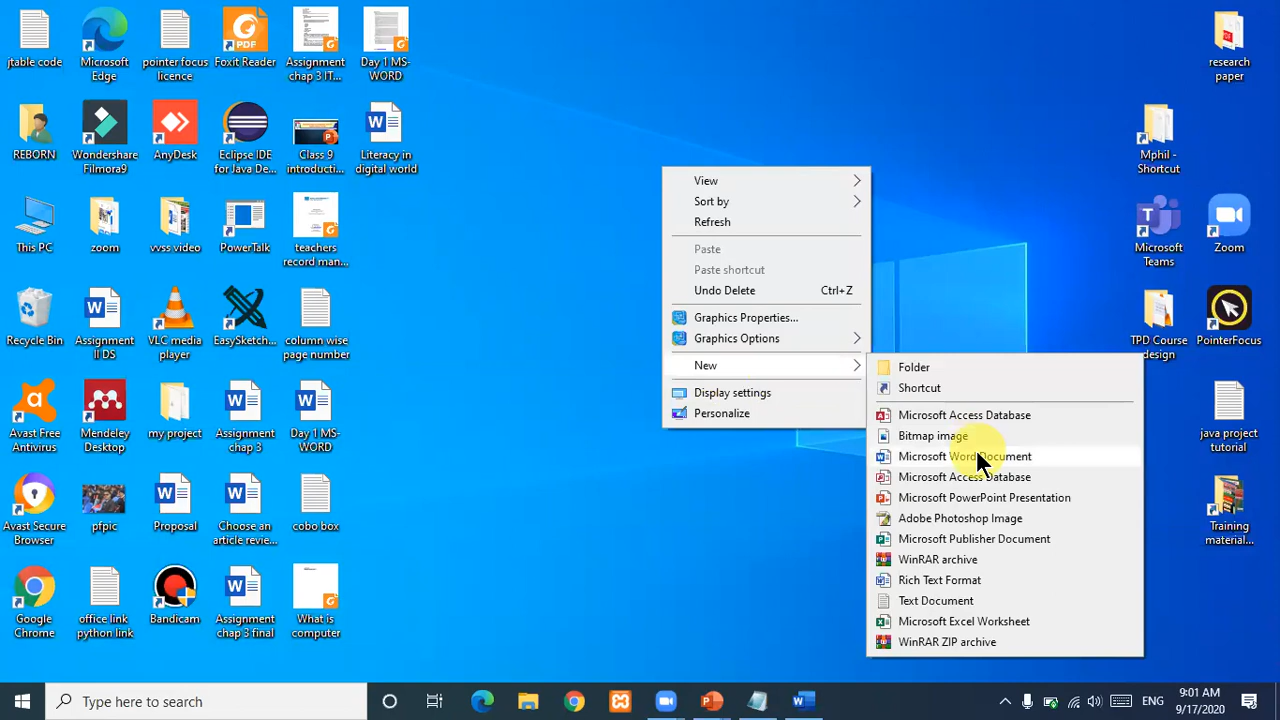 jtable code
Microsoft
Edge
pointer focus
licence
PDF
Foxit Reader
Assignment
chap 3 IT...
Day 1 MS-
WORD
research
paper
REBORN
Wondershare
Filmora9
AnyDesk
Eclipse IDE
for Java De...
Class 9
introducti...
Literacy in
digital world
Mphil -
Shortcut
This PC
zoom
vvss video
PowerTalk
teachers
record man...
Microsoft
Teams
Zoom
Recycle Bin
Assignment
II DS
VLC media
player
EasySketch...
column wise
page number
TPD Course
design
PointerFocus
Avast Free
Antivirus
Mendeley
Desktop
my project
Assignment
chap 3
Day 1 MS-
WORD
java project
tutorial
Avast Secure
Browser
pfpic
Proposal
Choose an
article revie...
cobo box
Training
material...
Google
Chrome
office link
python link
Bandicam
Assignment
chap 3 final
What is
computer
View
Sort by
Refresh
Paste
Paste shortcut
Undo Delete Ctrl+Z
Graphics Properties...
Graphics Options
New
Display settings
Personalize
Folder
Shortcut
Microsoft Access Database
Bitmap image
Microsoft Word Document
Microsoft Access Database
Microsoft PowerPoint Presentation
Adobe Photoshop Image
Microsoft Publisher Document
WinRAR archive
Rich Text Format
Text Document
Microsoft Excel Worksheet
WinRAR ZIP archive
Type here to search
ENG
9:01 AM
9/17/2020